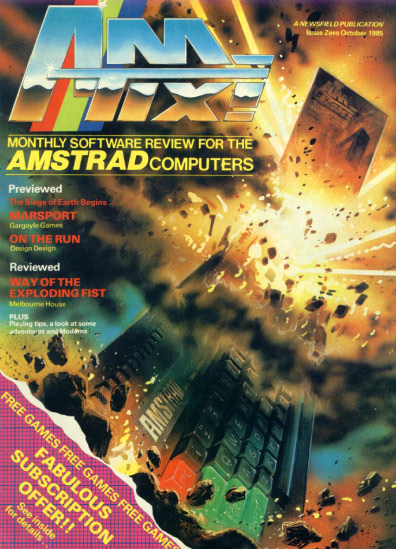 A NEWSFIELD PUBLICATION
Issue Zero October 1985
AMTIX!
MONTHLY SOFTWARE REVIEW FOR THE
AMSTRAD COMPUTERS
Previewed
The Siege of Earth Begins . . .
MARSPORT
Gargoyle Games
ON THE RUN
Design Design
Reviewed
WAY OF THE
EXPLODING FIST
Melbourne House
PLUS
Playing tips, a look at some
adventures and Modems
AMSTRAD
FREE GAMES FREE GAMES FREE GAMES FREE GAMES
FABULOUS
SUBSCRIPTION
OFFER!!
See inside
for details